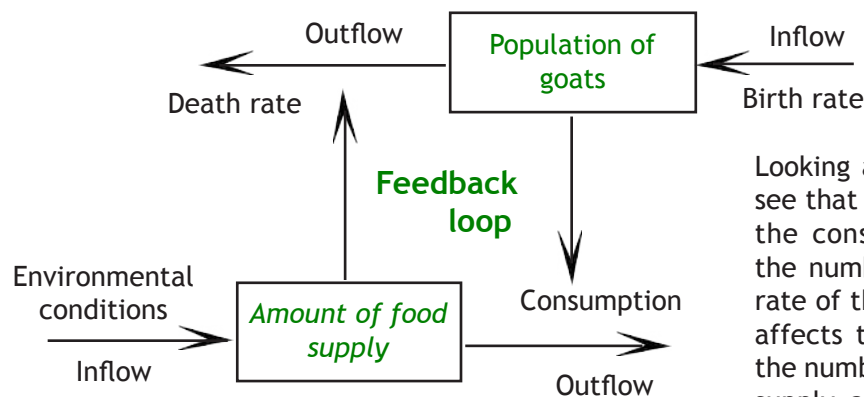 Outflow
Population of
goats
Inflow
Death rate
Birth rate
Feedback
loop
Environmental
conditions
Inflow
Amount of food
supply
Consumption
Outflow
Looking
see that
the cons
the numb
rate of th
affects t
the numb
supply